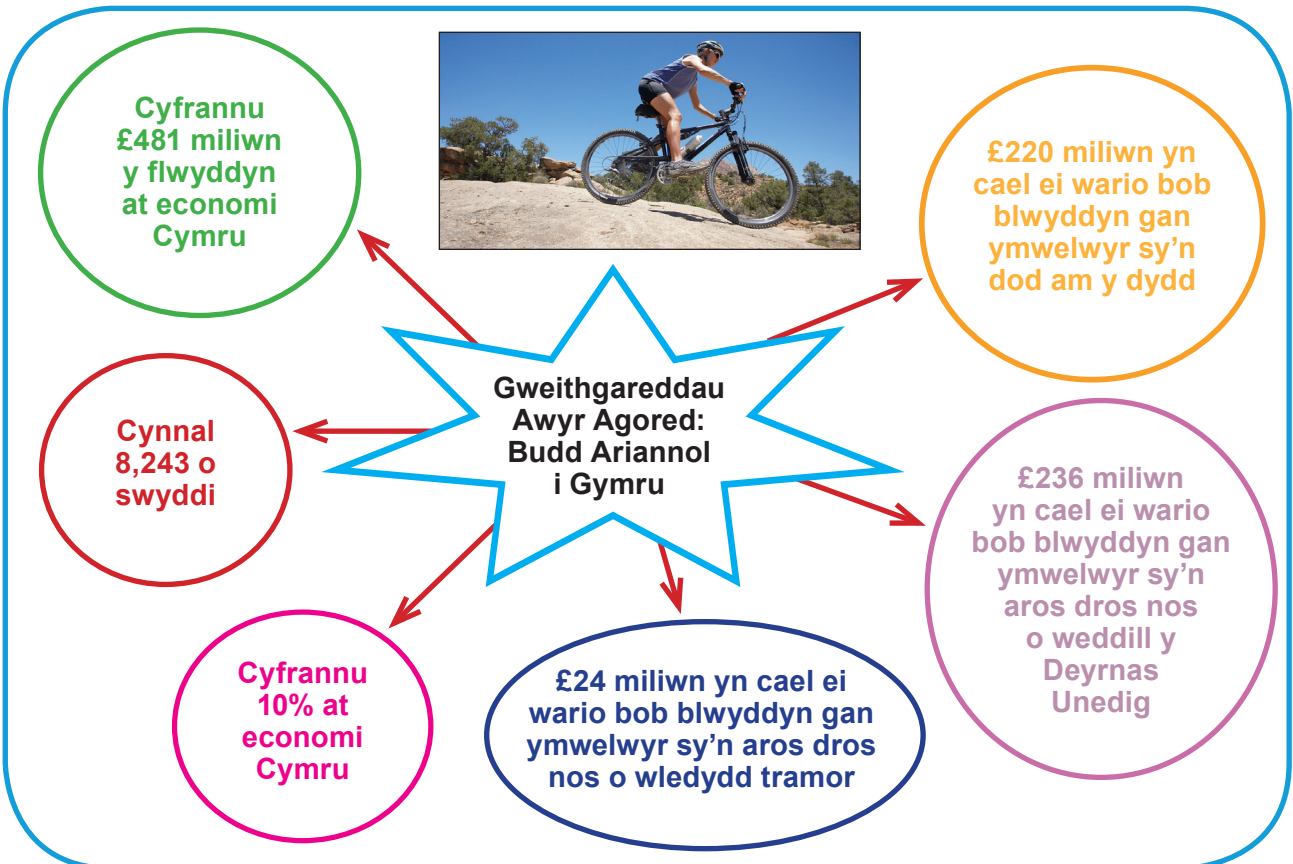 Cyfrannu
£481 miliwn
y flwyddyn
at economi
Cymru
£220 miliwn yn
cael ei wario bob
blwyddyn gan
ymwelwyr sy’n
dod am y dydd
Gweithgareddau
Awyr Agored:
Budd Ariannol
i Gymru
Cynnal
8,243 o
swyddi
£236 miliwn
yn cael ei wario
bob blwyddyn gan
ymwelwyr sy’n
aros dros nos
o weddill y
Deyrnas
Unedig
Cyfrannu
10% at
economi
Cymru
£24 miliwn yn cael ei
wario bob blwyddyn gan
ymwelwyr sy’n aros dros
nos o wledydd tramor